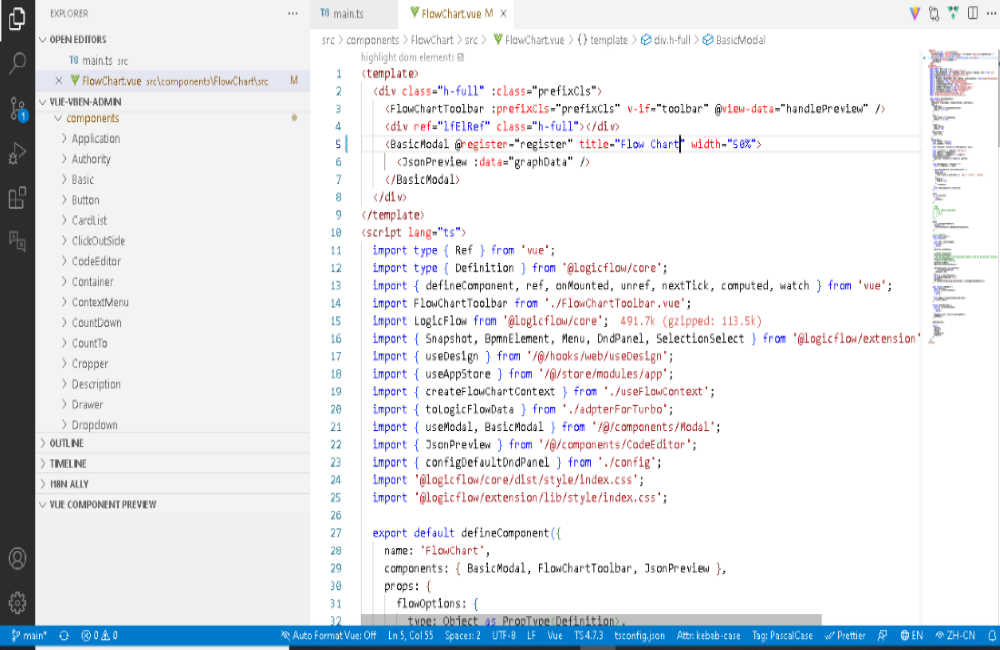 EXPLORER
OPEN EDITORS
TS main.ts src
FlowChart.vue src\components\FlowChart\src M
VUE-VBEN-ADMIN
components
Application
Authority
Basic
Button
CardList
ClickOutSide
CodeEditor
Container
ContextMenu
CountDown
CountTo
Cropper
Description
Drawer
Dropdown
OUTLINE
TIMELINE
I18N ALLY
VUE COMPONENT PREVIEW
1
TS main.ts
FlowChart.vue M
src > components > FlowChart > src > FlowChart.vue > {} template > div.h-full > BasicModal
highlight dom elements
1 <template>
2 <div class="h-full" :class="prefixCls">
3 <FlowChartToolbar :prefixCls="prefixCls" v-if="toolbar" @view-data="handlePreview" />
4 <div ref="lfElRef" class="h-full"></div>
5 <BasicModal @register="register" title="Flow Chart" width="50%">
6 <JsonPreview :data="graphData" />
7 </BasicModal>
8 </div>
9 </template>
10 <script lang="ts">
11 import type { Ref } from 'vue';
12 import type { Definition } from '@logicflow/core';
13 import { defineComponent, ref, onMounted, unref, nextTick, computed, watch } from 'vue';
14 import FlowChartToolbar from './FlowChartToolbar.vue';
15 import LogicFlow from '@logicflow/core'; 491.7k (gzipped: 113.5k)
16 import { Snapshot, BpmnElement, Menu, DndPanel, SelectionSelect } from '@logicflow/extension'
17 import { useDesign } from '/@/hooks/web/useDesign';
18 import { useAppStore } from '/@/store/modules/app';
19 import { createFlowChartContext } from './useFlowContext';
20 import { toLogicFlowData } from './adpterForTurbo';
21 import { useModal, BasicModal } from '/@/components/Modal';
22 import { JsonPreview } from '/@/components/CodeEditor';
23 import { configDefaultDndPanel } from './config';
24 import '@logicflow/core/dist/style/index.css';
25 import '@logicflow/extension/lib/style/index.css';
26
27 export default defineComponent({
28 name: 'FlowChart',
29 components: { BasicModal, FlowChartToolbar, JsonPreview },
30 props: {
31 flowOptions: {
32 type: Object as PropType<Definition>,
main* 0 0 Auto Format Vue: Off Ln 5, Col 55 Spaces: 2 UTF-8 LF Vue TS 4.7.3 tsconfig.json Attr: kebab-case Tag: PascalCase Prettier EN ZH-CN